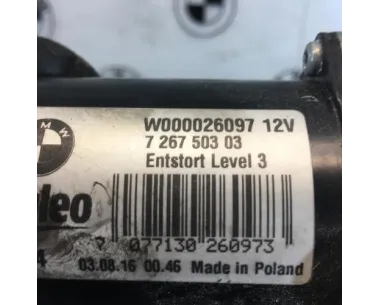 W000026097 12V
7 267 503 03
Entstort Level 3
077130 260973
03.08.16 00.46 Made in Poland